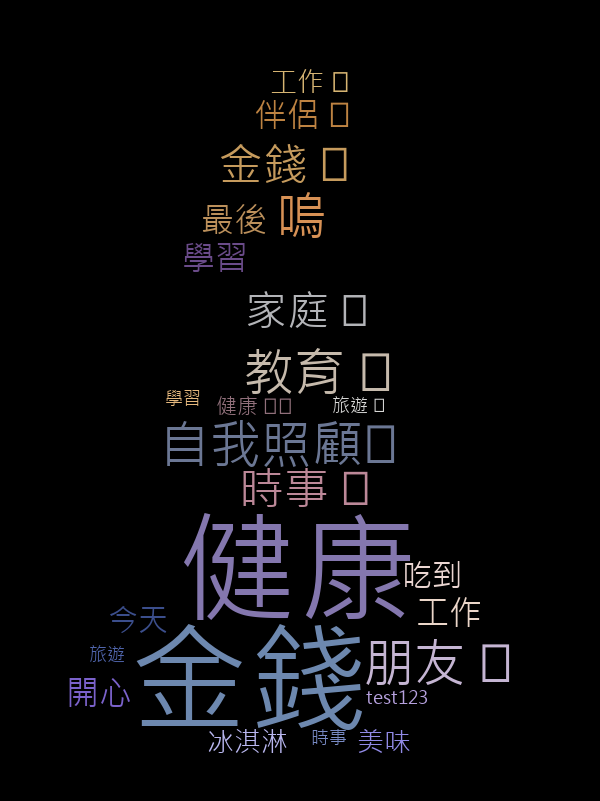 工作 □
伴侶 □
金錢 □
最後 嗚
學習
家庭 □
教育 □
學習 健康 □□ 旅遊 □
自我照顧□
時事 □
健康
吃到
工作
今天
金錢
朋友 □
旅遊
開心
test123
冰淇淋 時事 美味